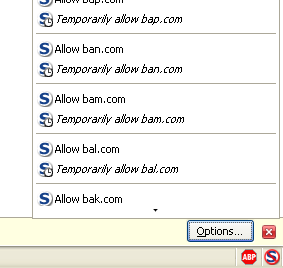 Allow bap.com
Temporarily allow bap.com
Allow ban.com
Temporarily allow ban.com
Allow bam.com
Temporarily allow bam.com
Allow bal.com
Temporarily allow bal.com
Allow bak.com
Options...
ABP